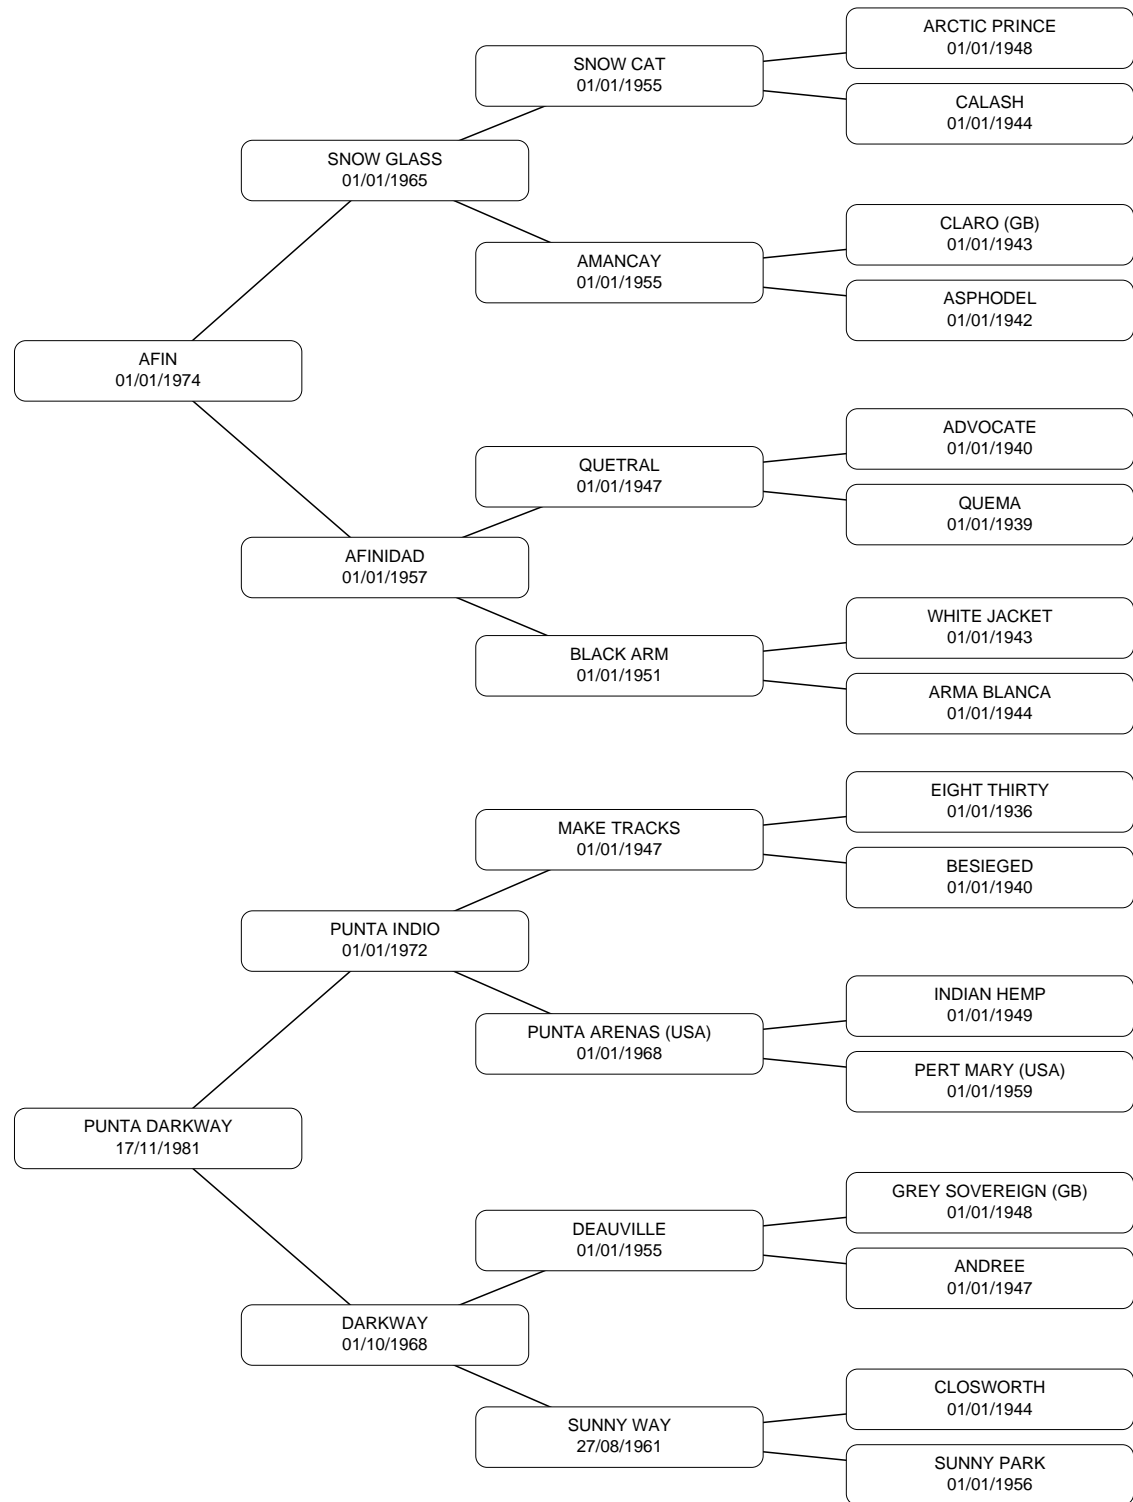 ARCTIC PRINCE
01/01/1948
SNOW CAT
01/01/1955
CALASH
01/01/1944
SNOW GLASS
01/01/1965
CLARO (GB)
01/01/1943
AMANCAY
01/01/1955
ASPHODEL
01/01/1942
AFIN
01/01/1974
ADVOCATE
01/01/1940
QUETRAL
01/01/1947
QUEMA
01/01/1939
AFINIDAD
01/01/1957
WHITE JACKET
01/01/1943
BLACK ARM
01/01/1951
ARMA BLANCA
01/01/1944
EIGHT THIRTY
01/01/1936
MAKE TRACKS
01/01/1947
BESIEGED
01/01/1940
PUNTA INDIO
01/01/1972
INDIAN HEMP
01/01/1949
PUNTA ARENAS (USA)
01/01/1968
PERT MARY (USA)
01/01/1959
PUNTA DARKWAY
17/11/1981
GREY SOVEREIGN (GB)
01/01/1948
DEAUVILLE
01/01/1955
ANDREE
01/01/1947
DARKWAY
01/10/1968
CLOSWORTH
01/01/1944
SUNNY WAY
27/08/1961
SUNNY PARK
01/01/1956